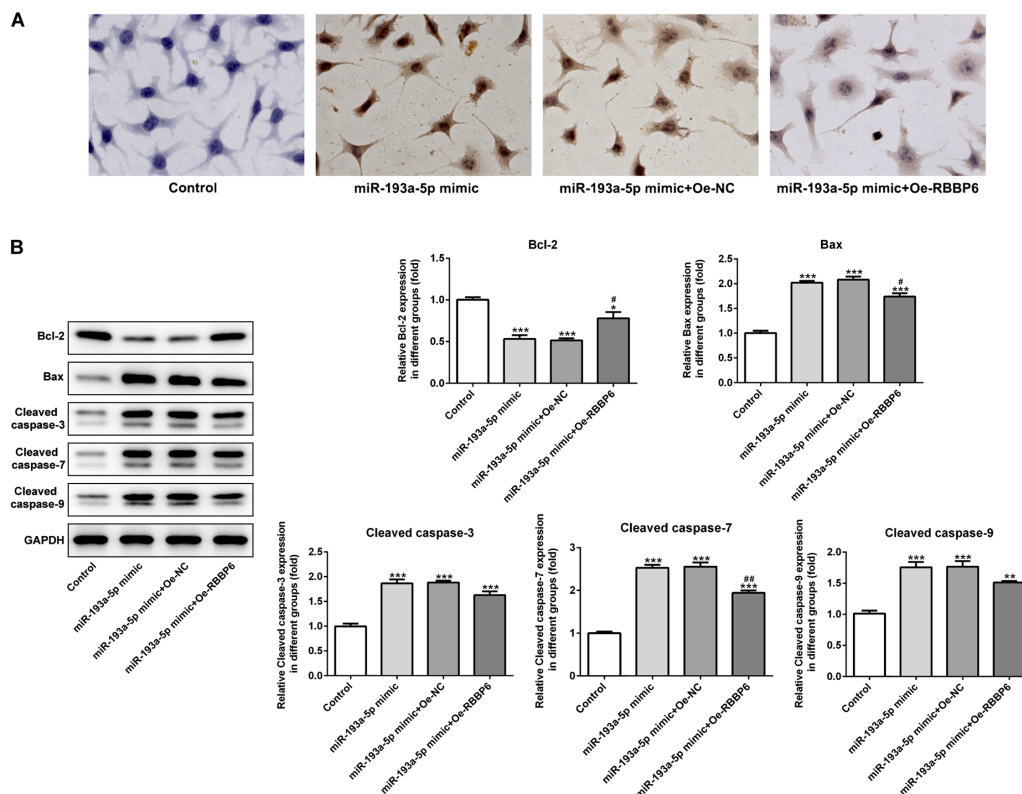 A
Control
miR-193a-5p mimic
miR-193a-5p mimic+Oe-NC
miR-193a-5p mimic+Oe-RBBP6
B
Bcl-2
Bax
Cleaved
caspase-3
Cleaved
caspase-7
Cleaved
caspase-9
GAPDH
Control
miR-193a-5p mimic
miR-193a-5p mimic+Oe-NC
miR-193a-5p mimic+Oe-RBBP6
Bcl-2
Relative Bcl-2 expression
in different groups (fold)
1.5
1.0
0.5
0.0
***
***
#
*
Control
miR-193a-5p mimic
miR-193a-5p mimic+Oe-NC
miR-193a-5p mimic+Oe-RBBP6
Bax
Relative Bax expression
in different groups (fold)
2.5
2.0
1.5
1.0
0.5
0.0
***
***
#
***
Control
miR-193a-5p mimic
miR-193a-5p mimic+Oe-NC
miR-193a-5p mimic+Oe-RBBP6
Cleaved caspase-3
Relative Cleaved caspase-3 expression
in different groups (fold)
2.5
2.0
1.5
1.0
0.5
0.0
***
***
***
Control
miR-193a-5p mimic
miR-193a-5p mimic+Oe-NC
miR-193a-5p mimic+Oe-RBBP6
Cleaved caspase-7
Relative Cleaved caspase-7 expression
in different groups (fold)
3
2
1
0
***
***
##
***
Control
miR-193a-5p mimic
miR-193a-5p mimic+Oe-NC
miR-193a-5p mimic+Oe-RBBP6
Cleaved caspase-9
Relative Cleaved caspase-9 expression
in different groups (fold)
2.0
1.5
1.0
0.5
0.0
***
***
**
Control
miR-193a-5p mimic
miR-193a-5p mimic+Oe-NC
miR-193a-5p mimic+Oe-RBBP6